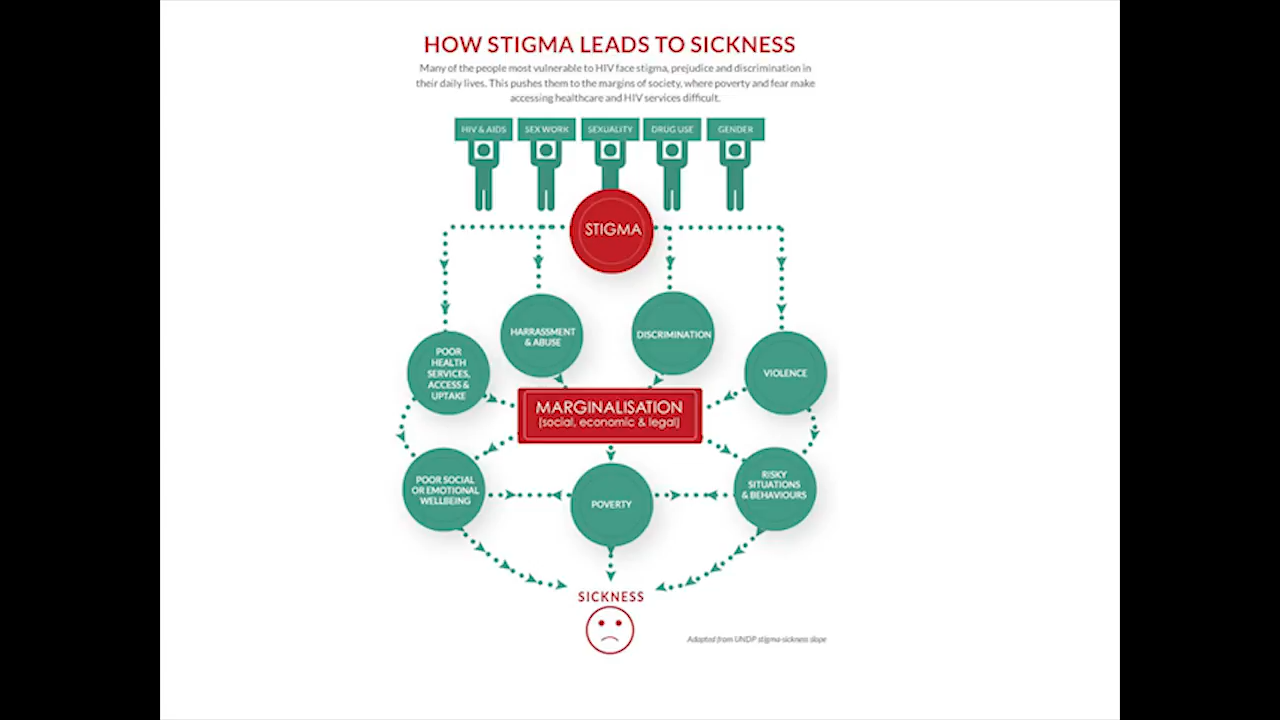 HOW STIGMA LEADS TO SICKNESS
Many of the people most vulnerable to HIV face stigma, prejudice and discrimination in
their daily lives. This pushes them to the margins of society, where poverty and fear make
accessing healthcare and HIV services difficult.
HIV & AIDS
SEX WORK
SEXUALITY
DRUG USE
GENDER
STIGMA
HARRASSMENT
& ABUSE
DISCRIMINATION
POOR
HEALTH
SERVICES,
ACCESS &
UPTAKE
VIOLENCE
MARGINALISATION
(social, economic & legal)
POOR SOCIAL
OR EMOTIONAL
WELLBEING
POVERTY
RISKY
SITUATIONS
& BEHAVIOURS
SICKNESS
Adapted from UNDP stigma-sickness slope